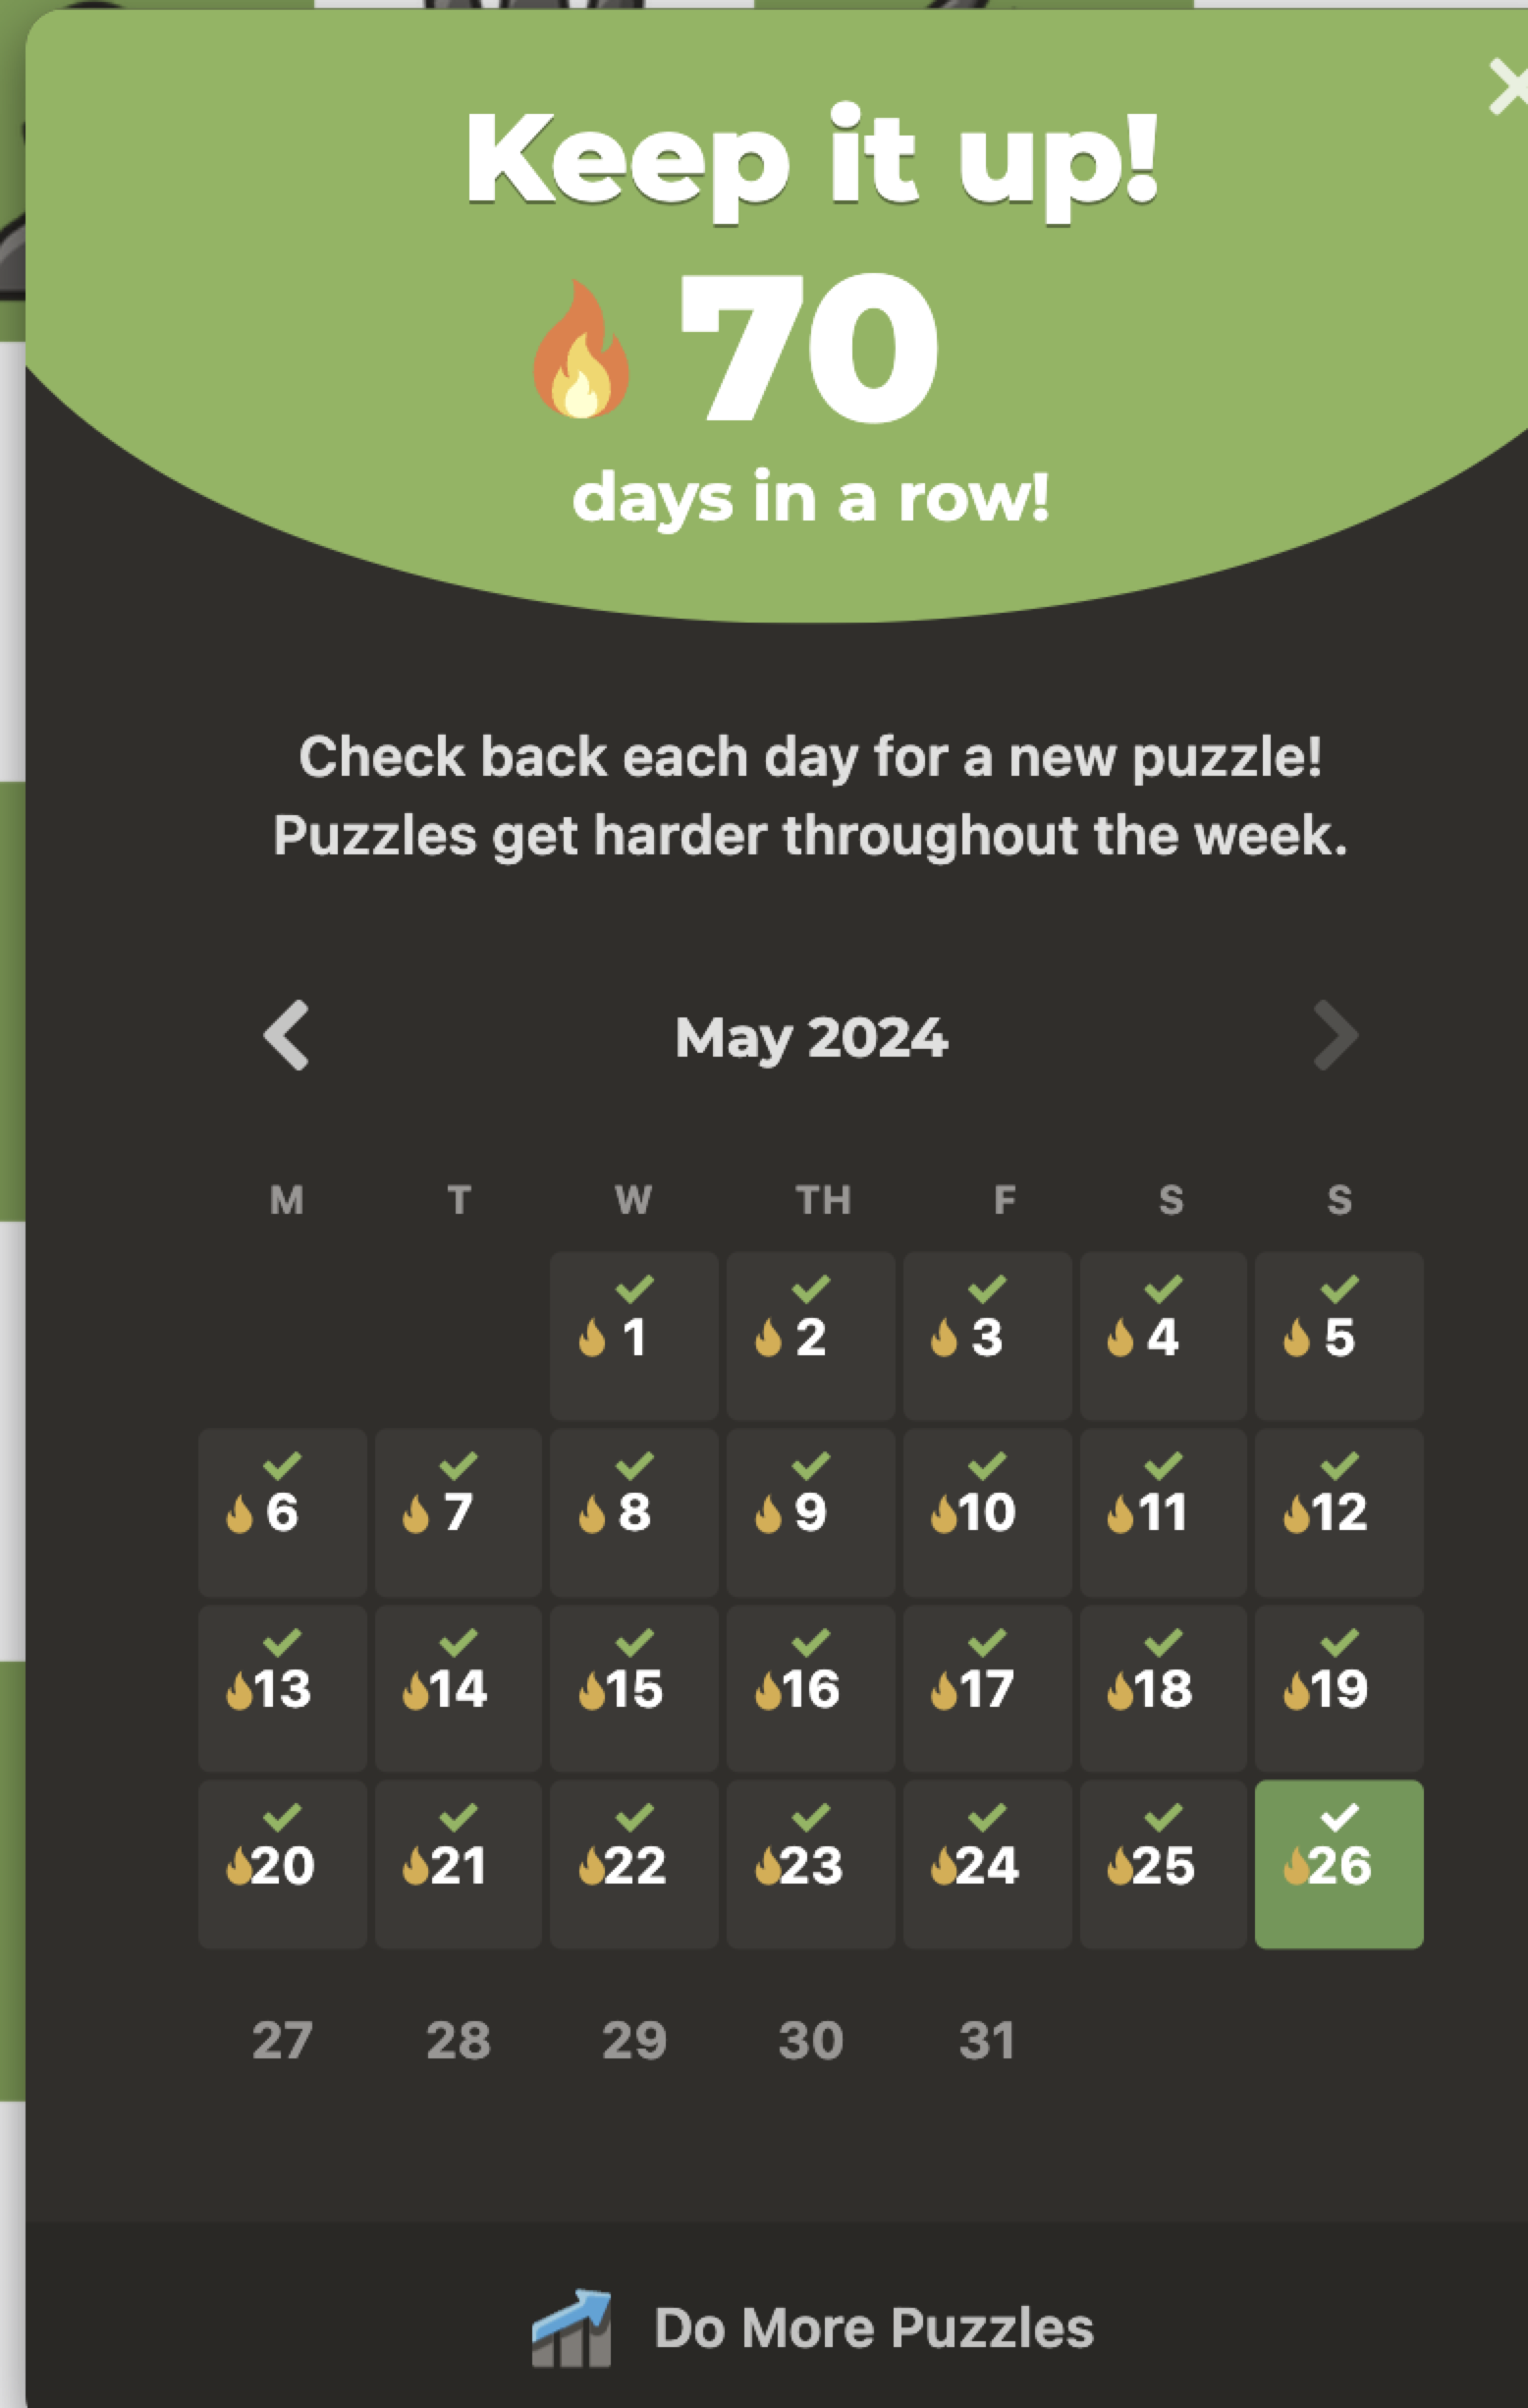 Keep it up!
70
days in a row!
Check back each day for a new puzzle!
Puzzles get harder throughout the week.
May 2024
M T W TH F S S
1 2 3 4 5
6 7 8 9 10 11 12
13 14 15 16 17 18 19
20 21 22 23 24 25 26
27 28 29 30 31
Do More Puzzles